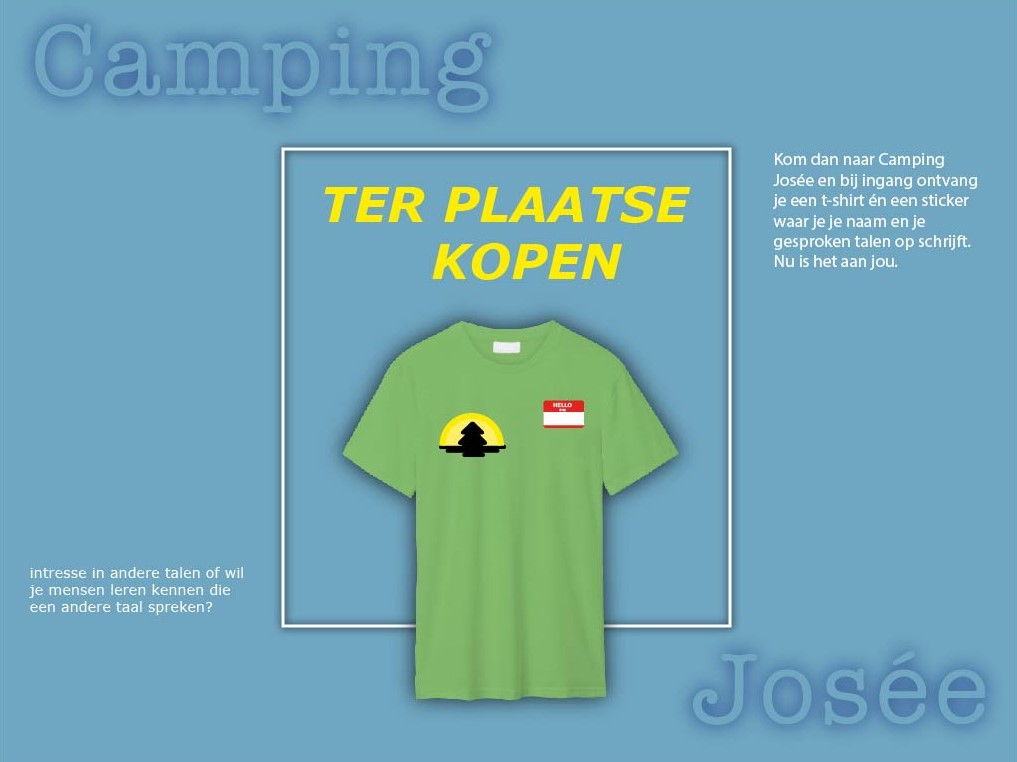 Camping
TER PLAATSE
KOPEN
Kom dan naar Camping
Josée en bij ingang ontvang
je een t-shirt én een sticker
waar je je naam en je
gesproken talen op schrijft.
Nu is het aan jou.
HELLO
intresse in andere talen of wil
je mensen leren kennen die
een andere taal spreken?
Josée